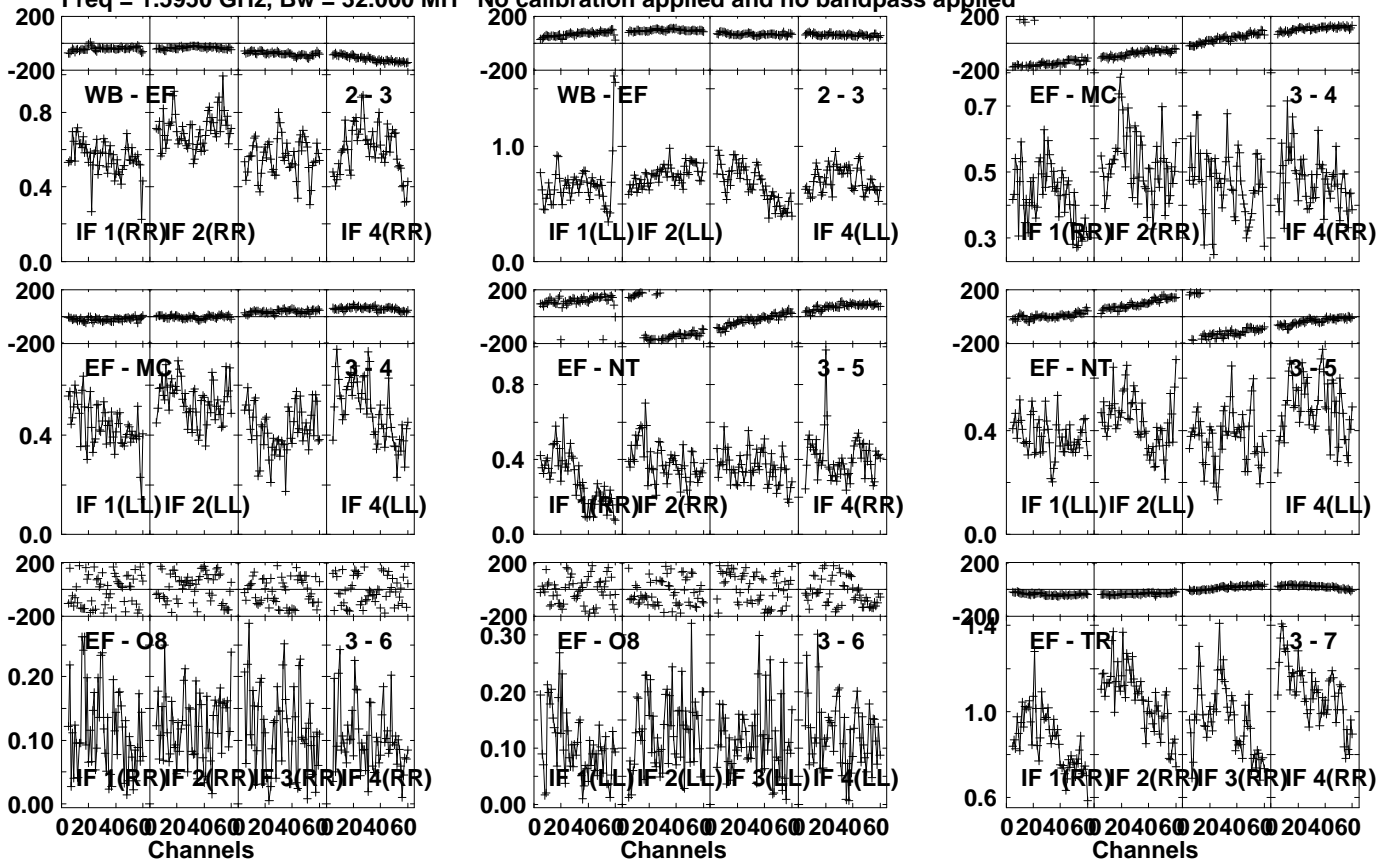 Freq = 1.5950 GHz, Bw = 32.000 MH No calibration applied and no bandpass applied
200
-200
WB - EF 2 - 3
0.8
0.4
0.0
IF 1(RR) IF 2(RR) IF 4(RR)
200
-200
WB - EF 2 - 3
1.0
0.0
IF 1(LL) IF 2(LL) IF 4(LL)
200
-200
EF - MC 3 - 4
0.7
0.5
0.3
IF 1(RR) IF 2(RR) IF 4(RR)
200
-200
EF - MC 3 - 4
0.4
0.0
IF 1(LL) IF 2(LL) IF 4(LL)
200
-200
EF - NT 3 - 5
0.8
0.4
0.0
IF 1(RR) IF 2(RR) IF 4(RR)
200
-200
EF - NT 3 - 5
0.4
0.0
IF 1(LL) IF 2(LL) IF 4(LL)
200
-200
EF - O8 3 - 6
0.20
0.10
0.00
IF 1(RR) IF 2(RR) IF 3(RR) IF 4(RR)
0 20 40 60 0 20 40 60 0 20 40 60 0 20 40 60
Channels
200
-200
EF - O8 3 - 6
0.30
0.20
0.10
0.00
IF 1(LL) IF 2(LL) IF 3(LL) IF 4(LL)
0 20 40 60 0 20 40 60 0 20 40 60 0 20 40 60
Channels
200
-200
EF - TR 3 - 7
1.4
1.0
0.6
IF 1(RR) IF 2(RR) IF 3(RR) IF 4(RR)
0 20 40 60 0 20 40 60 0 20 40 60 0 20 40 60
Channels